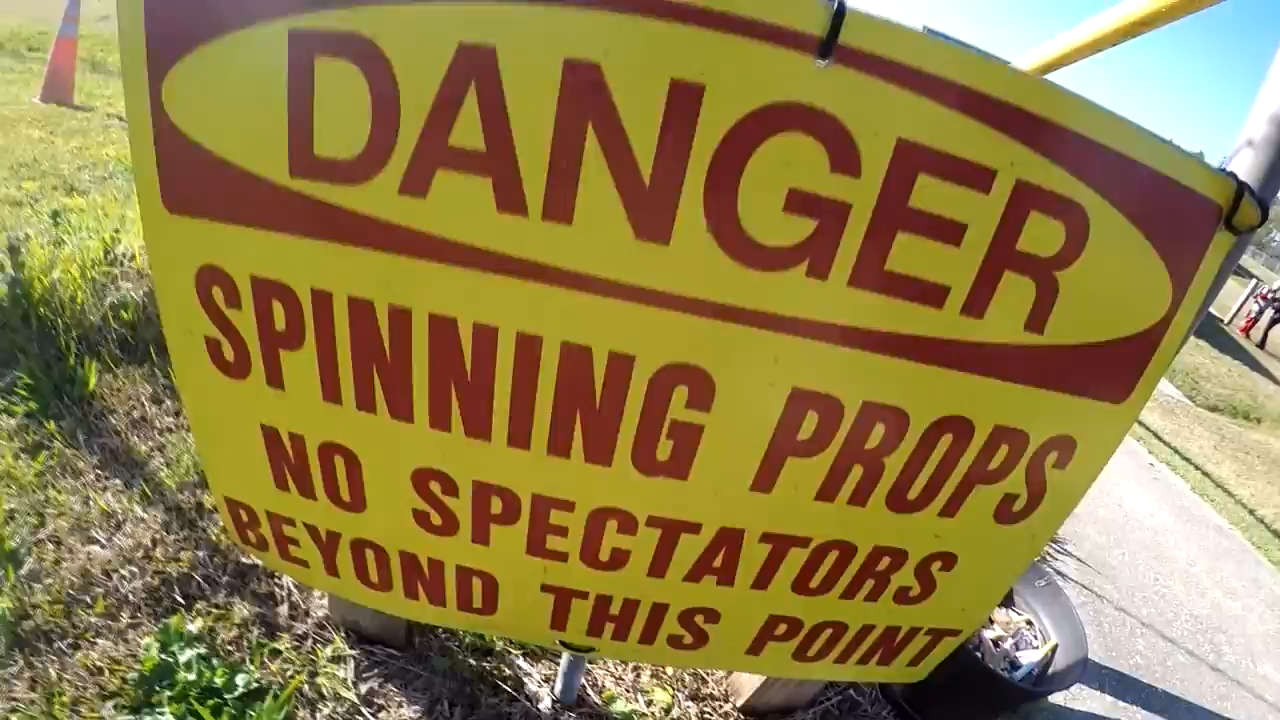 DANGER
SPINNING PROPS
NO SPECTATORS
BEYOND THIS POINT